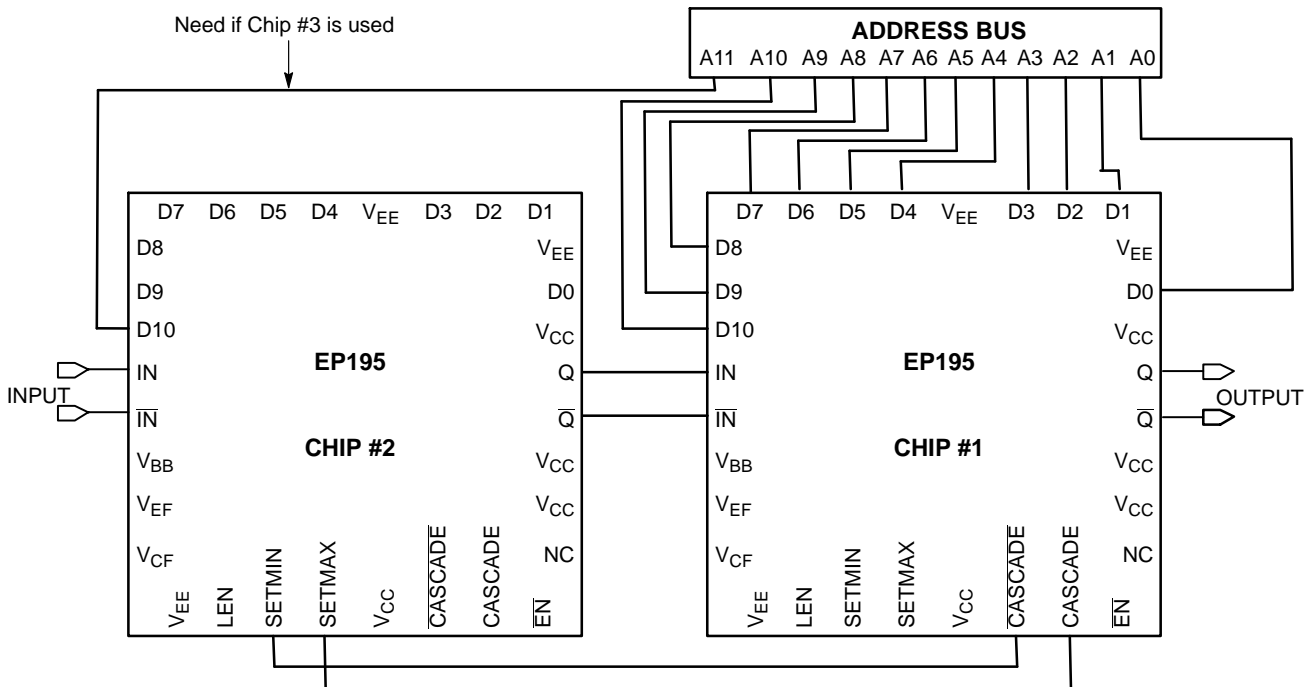 Need if Chip #3 is used
ADDRESS BUS
A11 A10 A9 A8 A7 A6 A5 A4 A3 A2 A1 A0
D7 D6 D5 D4 VEE D3 D2 D1
D8
D9
D10
IN
IN
VBB
VEF
VCF
VEE
D0
VCC
Q
Q
VCC
VCC
NC
EP195
CHIP #2
VEE LEN SETMIN SETMAX VCC CASCADE CASCADE EN
INPUT
D7 D6 D5 D4 VEE D3 D2 D1
D8
D9
D10
IN
IN
VBB
VEF
VCF
VEE
D0
VCC
Q
Q
VCC
VCC
NC
EP195
CHIP #1
VEE LEN SETMIN SETMAX VCC CASCADE CASCADE EN
OUTPUT